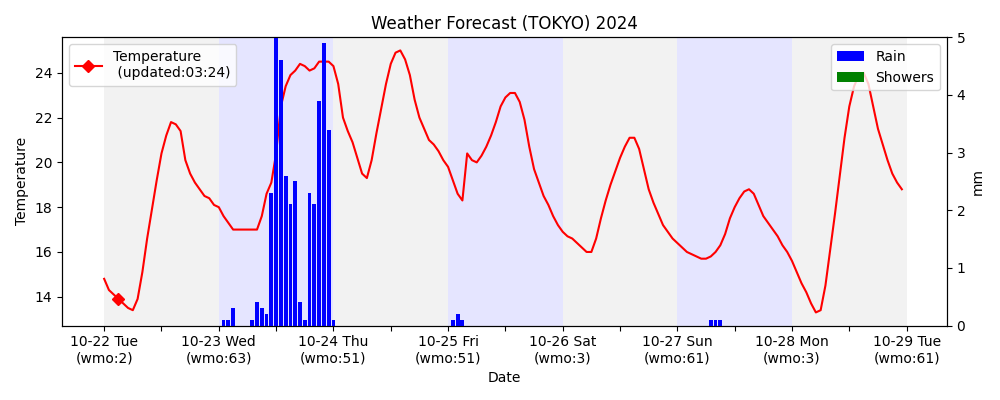 Weather Forecast (TOKYO) 2024
Temperature
(updated:03:24)
Rain
Showers
Temperature
24
22
20
18
16
14
5
4
3
2
1
0
mm
10-22 Tue
(wmo:2)
10-23 Wed
(wmo:63)
10-24 Thu
(wmo:51)
10-25 Fri
(wmo:51)
10-26 Sat
(wmo:3)
10-27 Sun
(wmo:61)
10-28 Mon
(wmo:3)
10-29 Tue
(wmo:61)
Date